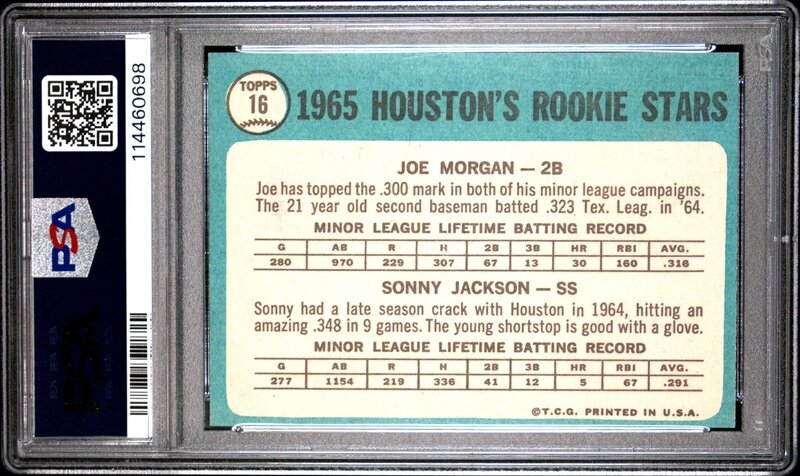 114460698
PSA
PSA
TOPPS
16
1965 HOUSTON'S ROOKIE STARS
JOE MORGAN — 2B
Joe has topped the .300 mark in both of his minor league campaigns.
The 21 year old second baseman batted .323 Tex. Leag. in '64.
MINOR LEAGUE LIFETIME BATTING RECORD
G AB R H 2B 3B HR RBI AVG.
280 970 229 307 67 13 30 160 .316
SONNY JACKSON — SS
Sonny had a late season crack with Houston in 1964, hitting an
amazing .348 in 9 games. The young shortstop is good with a glove.
MINOR LEAGUE LIFETIME BATTING RECORD
G AB R H 2B 3B HR RBI AVG.
277 1154 219 336 41 12 5 67 .291
©T.C.G. PRINTED IN U.S.A.
PSA